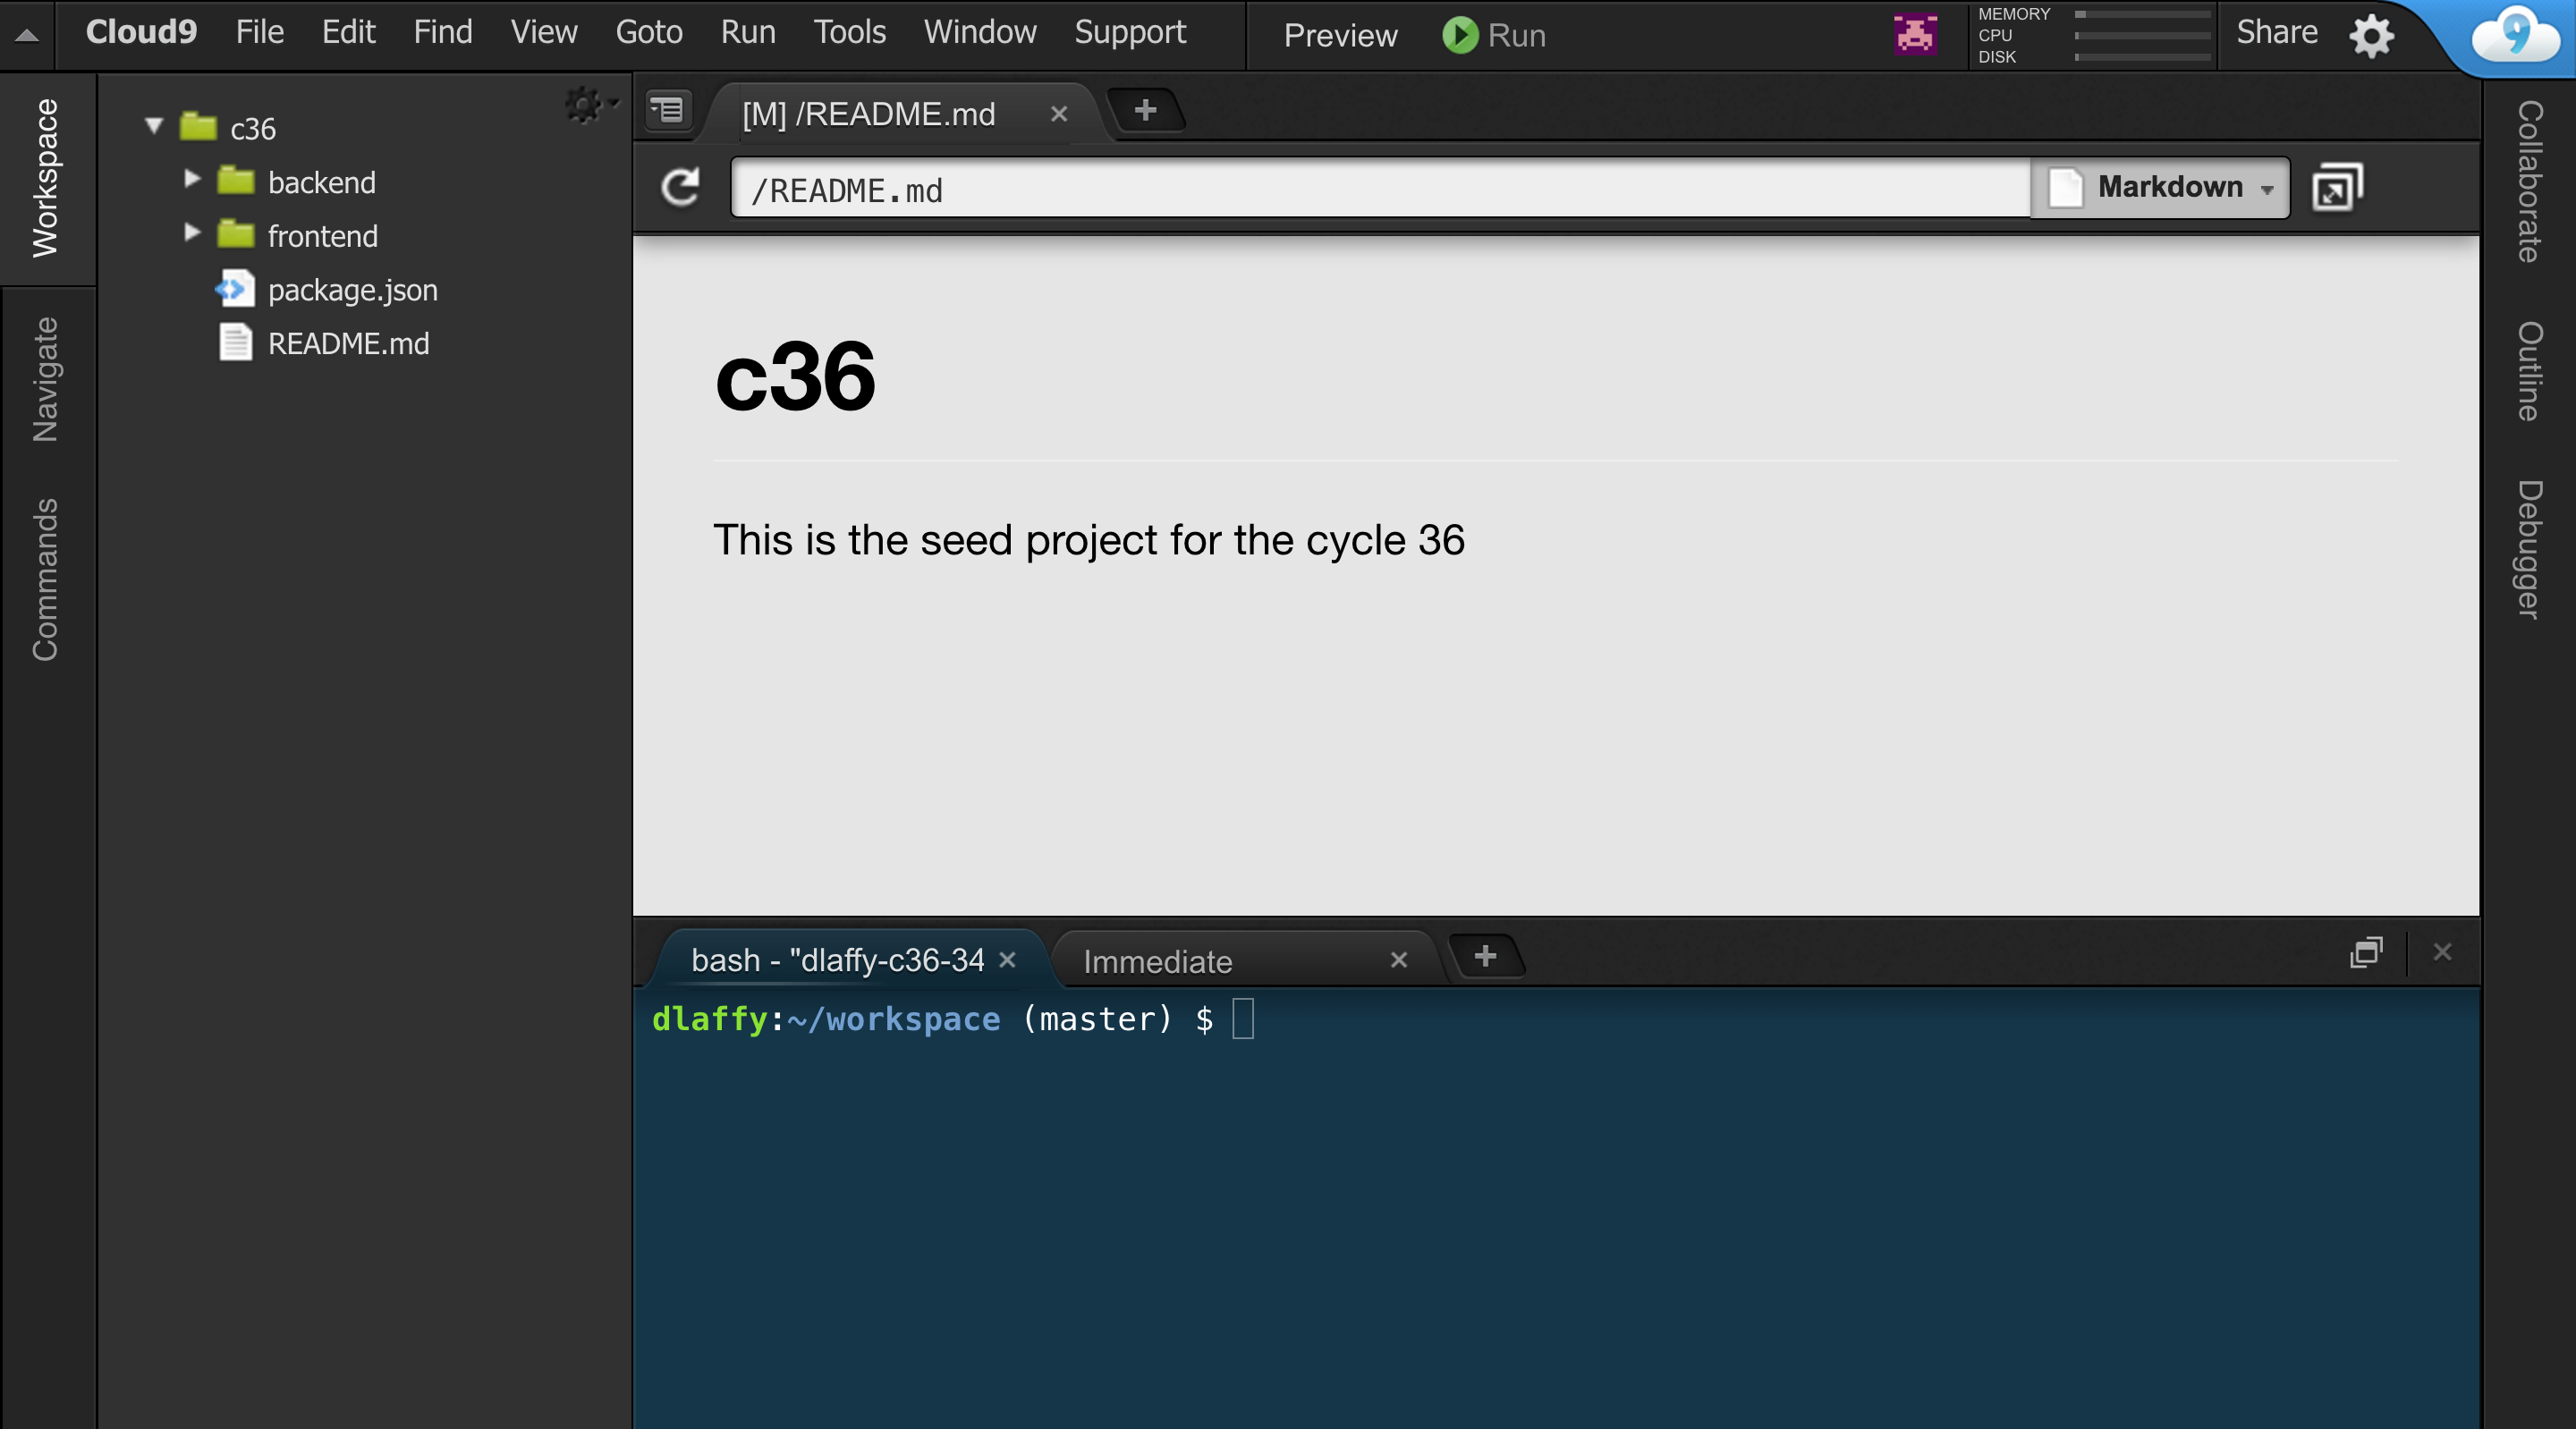 Cloud9 File Edit Find View Goto Run Tools Window Support Preview Run MEMORY CPU DISK Share 9
Workspace
Navigate
Commands
c36
backend
frontend
package.json
README.md
[M] /README.md
/README.md Markdown
c36
This is the seed project for the cycle 36
bash - "dlaffy-c36-34 Immediate
dlaffy:~/workspace (master) $
Collaborate
Outline
Debugger